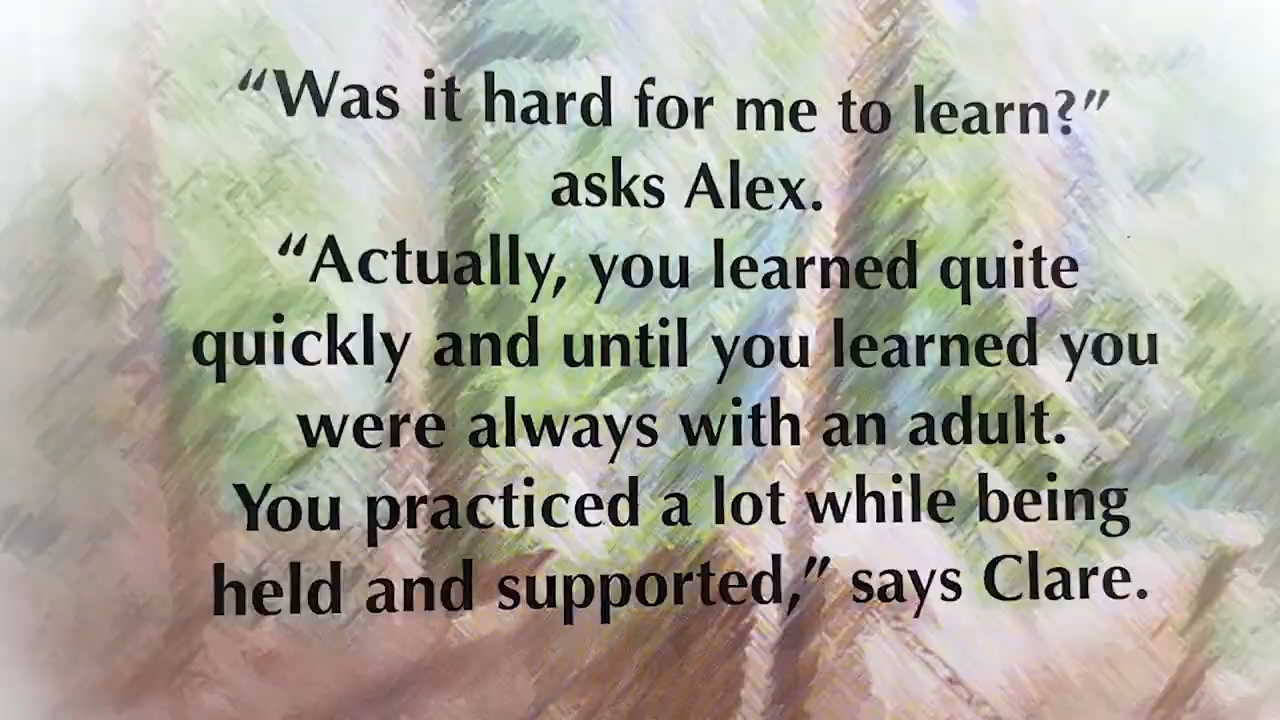 “Was it hard for me to learn?”
asks Alex.
“Actually, you learned quite
quickly and until you learned you
were always with an adult.
You practiced a lot while being
held and supported,” says Clare.